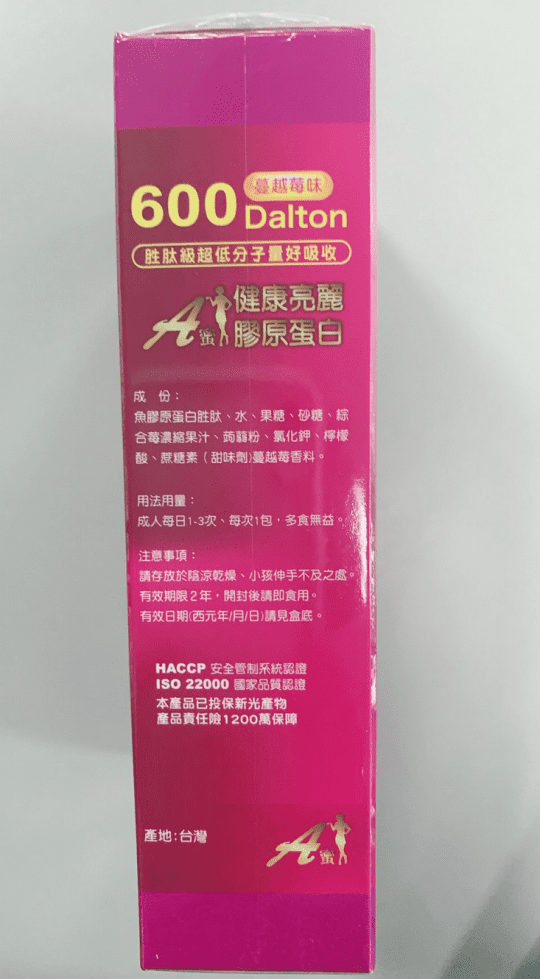 蔓越莓味
600 Dalton
胜肽級超低分子量好吸收
A蜜 健康亮麗
膠原蛋白
成 份：
魚膠原蛋白胜肽、水、果糖、砂糖、綜
合莓濃縮果汁、蒟蒻粉、氯化鉀、檸檬
酸、蔗糖素（甜味劑)蔓越莓香料。
用法用量：
成人每日1-3次、每次1包，多食無益。
注意事項：
請存放於陰涼乾燥、小孩伸手不及之處。
有效期限2年，開封後請即食用。
有效日期(西元年/月/日)請見盒底。
HACCP 安全管制系統認證
ISO 22000 國家品質認證
本產品已投保新光產物
產品責任險1200萬保障
產地:台灣
A蜜